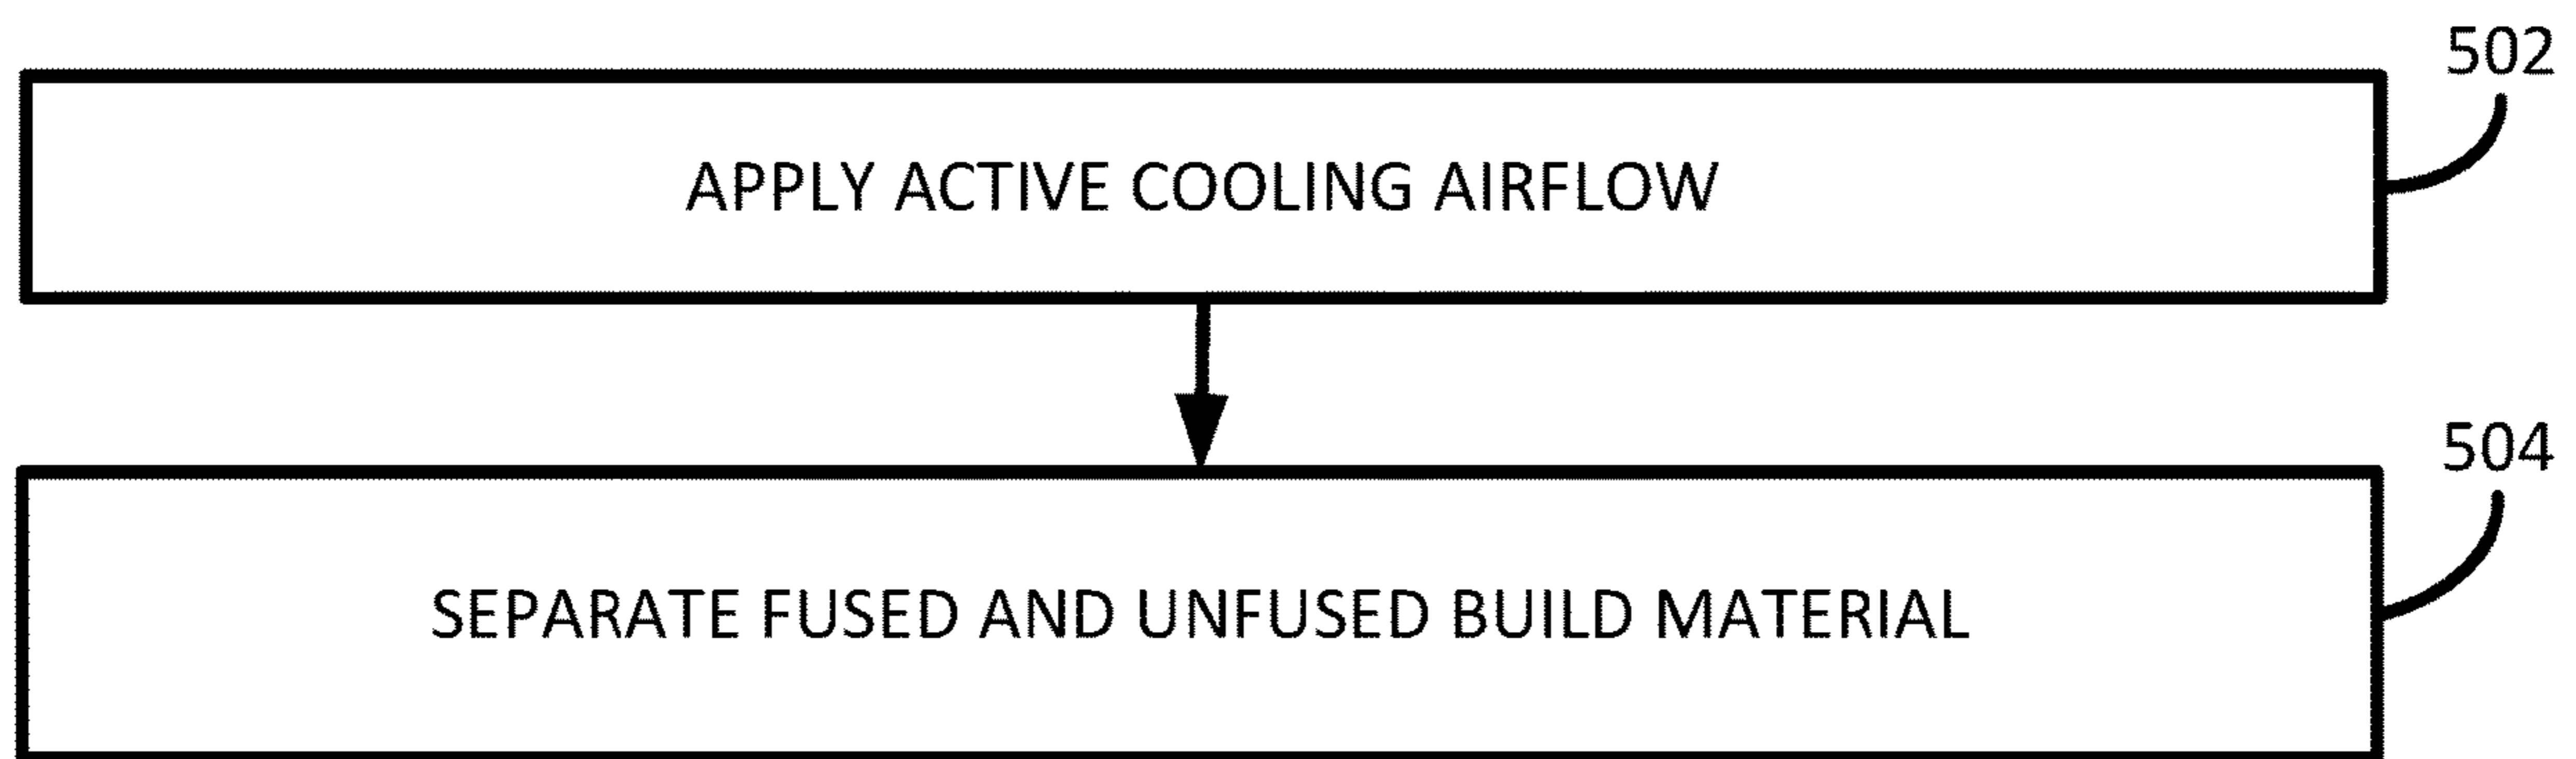 502
APPLY ACTIVE COOLING AIRFLOW
504
SEPARATE FUSED AND UNFUSED BUILD MATERIAL